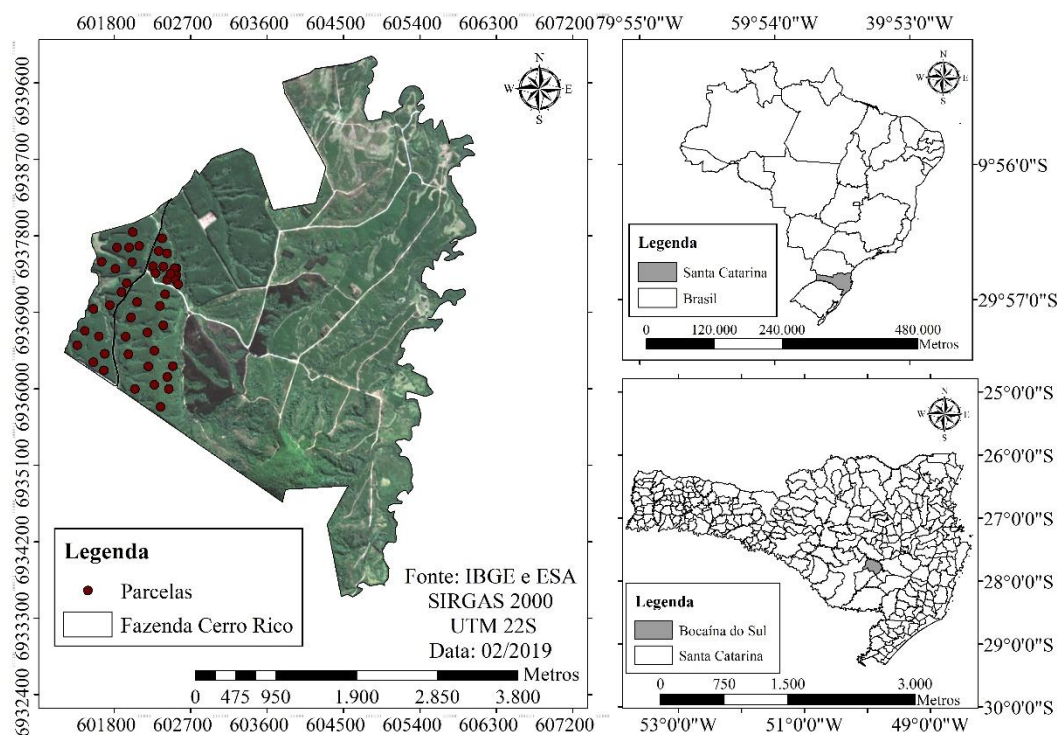 601800 602700 603600 604500 605400 606300 607200
6939600
6938700
6937800
6936900
6936000
6935100
6934200
6933300
6932400
N
W E
S
Legenda
Parcelas
Fazenda Cerro Rico
Fonte: IBGE e ESA
SIRGAS 2000
UTM 22S
Data: 02/2019
0 475 950 1.900 2.850 3.800
Metros
601800 602700 603600 604500 605400 606300 607200
79°55'0"W 59°54'0"W 39°53'0"W
N
W E
S
9°56'0"S
29°57'0"S
Legenda
Santa Catarina
Brasil
0 120.000 240.000 480.000
Metros
25°0'0"S
26°0'0"S
27°0'0"S
28°0'0"S
29°0'0"S
30°0'0"S
N
W E
S
Legenda
Bocaína do Sul
Santa Catarina
0 750 1.500 3.000
Metros
53°0'0"W 51°0'0"W 49°0'0"W